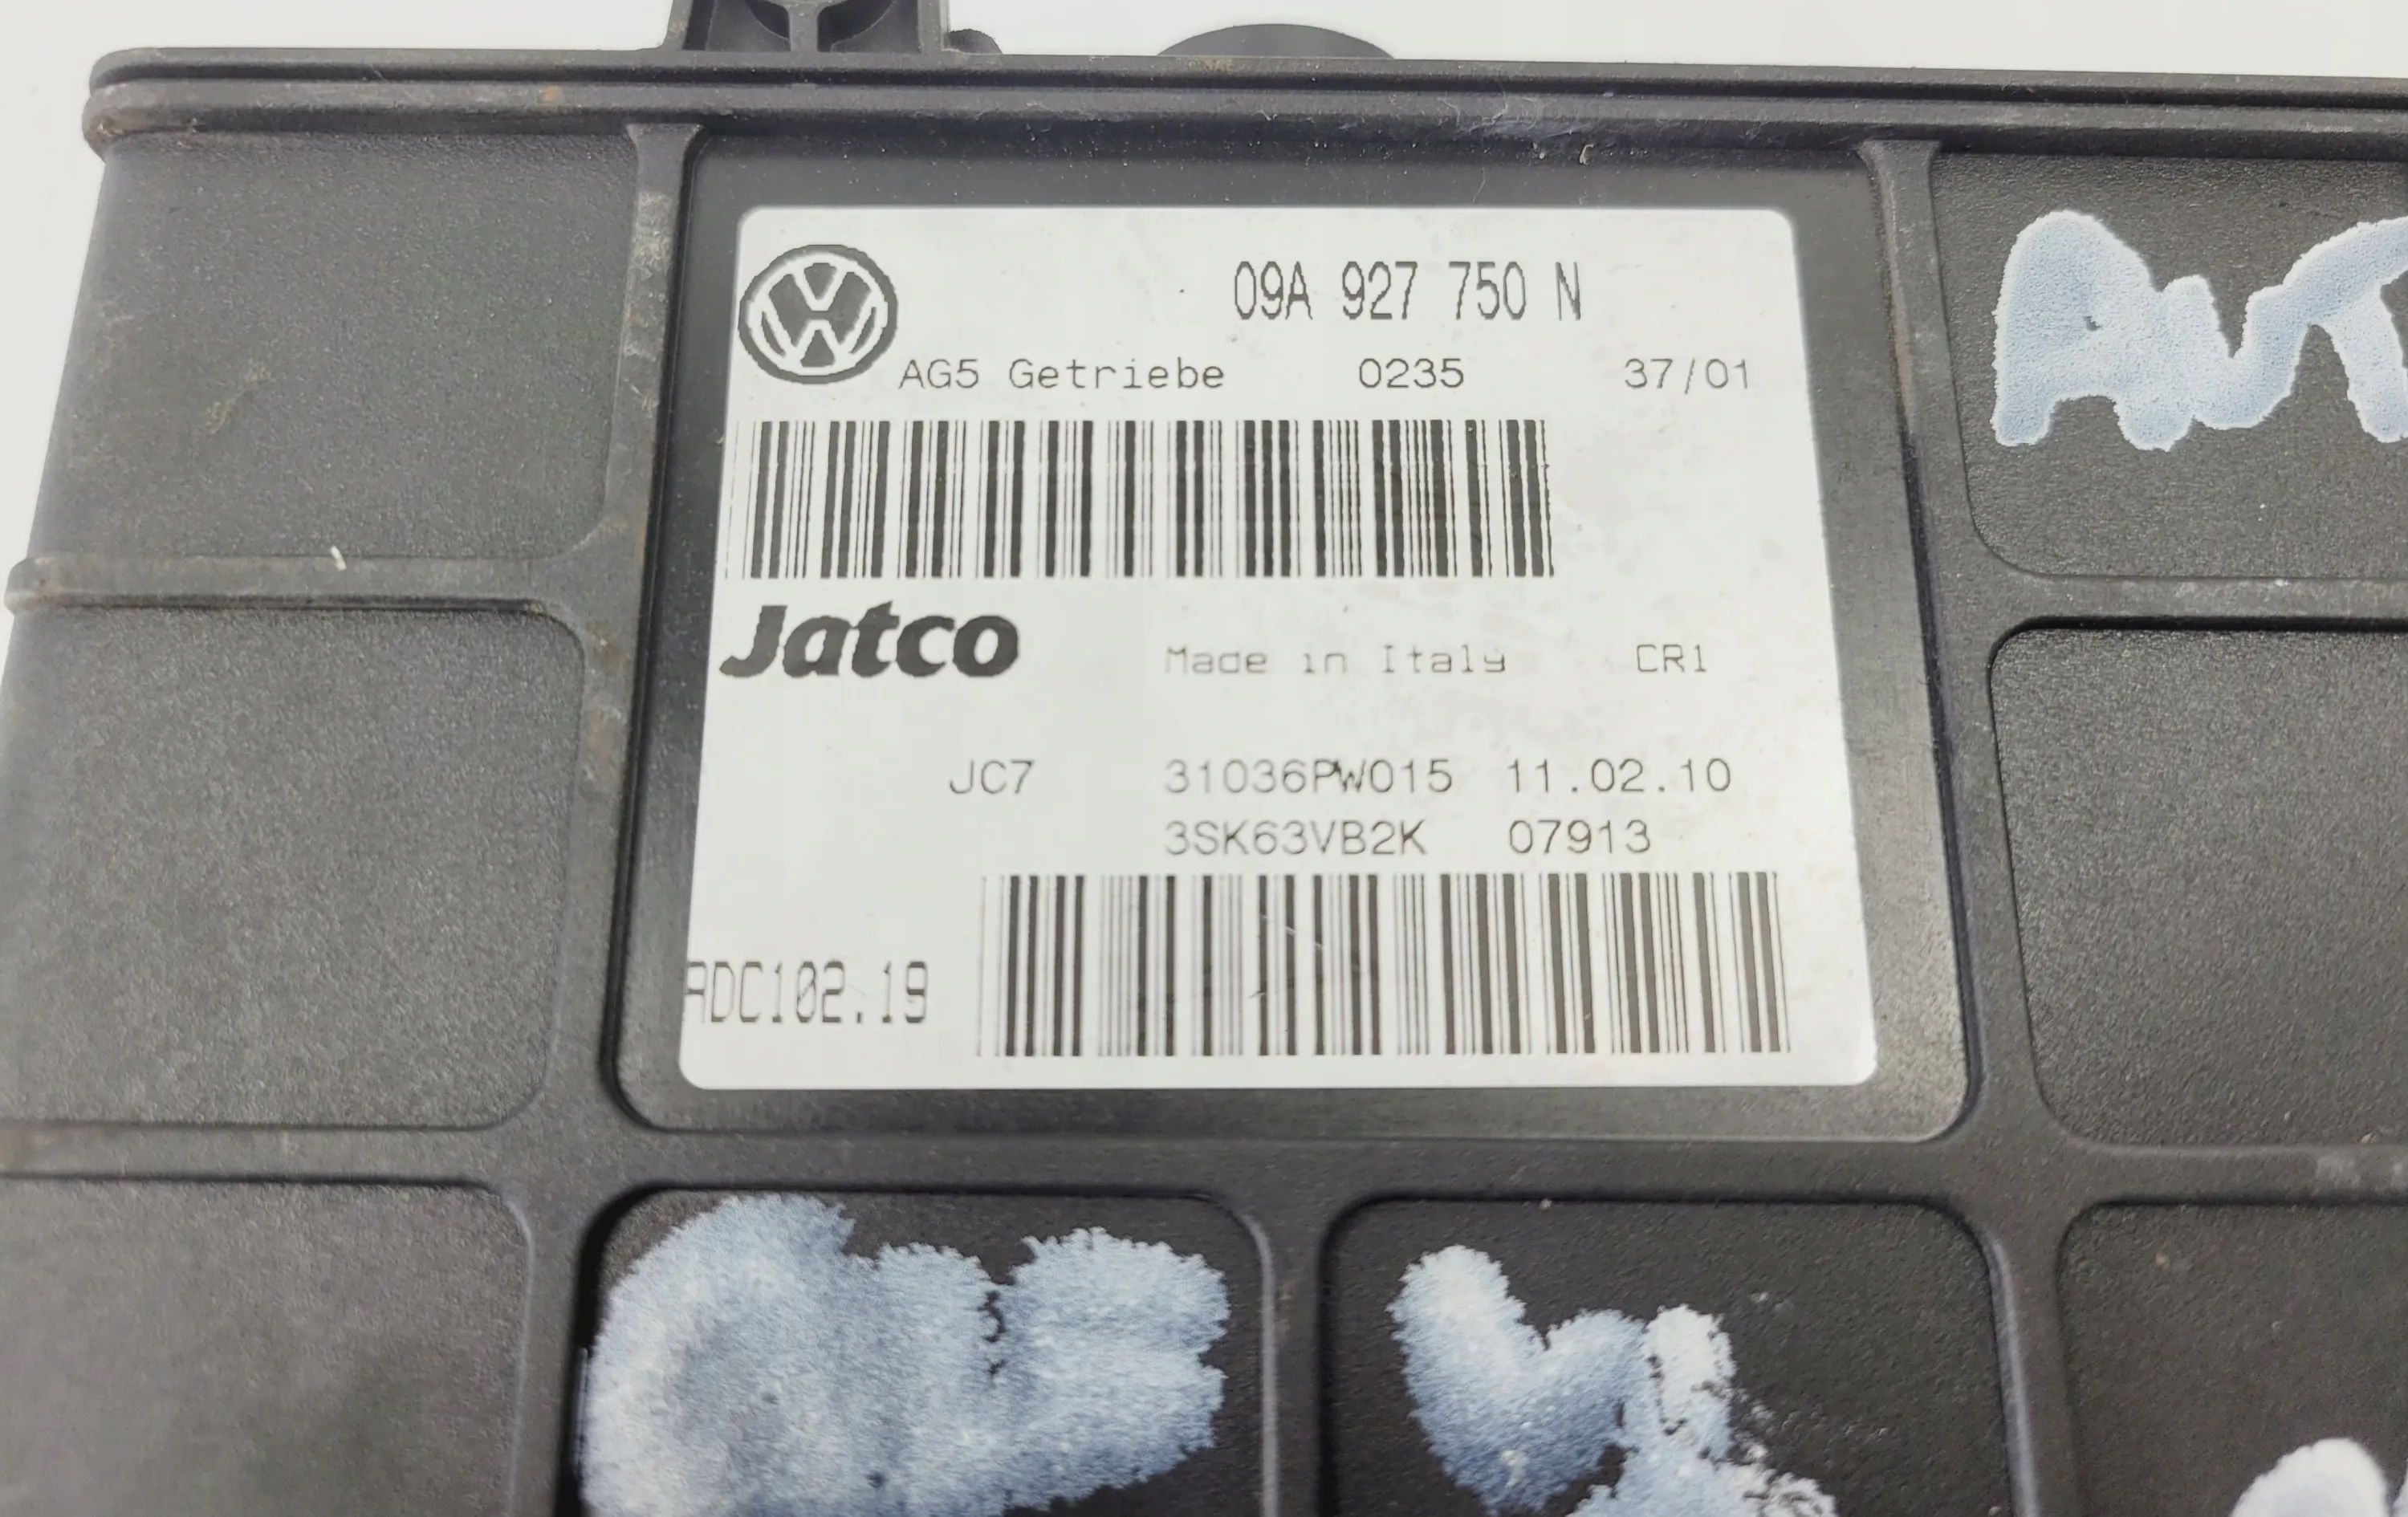 09A 927 750 N
AG5 Getriebe 0235 37/01
Jatco
Made in Italy CR1
JC7 31036PW015 11.02.10
3SK63VB2K 07913
ADC102.19